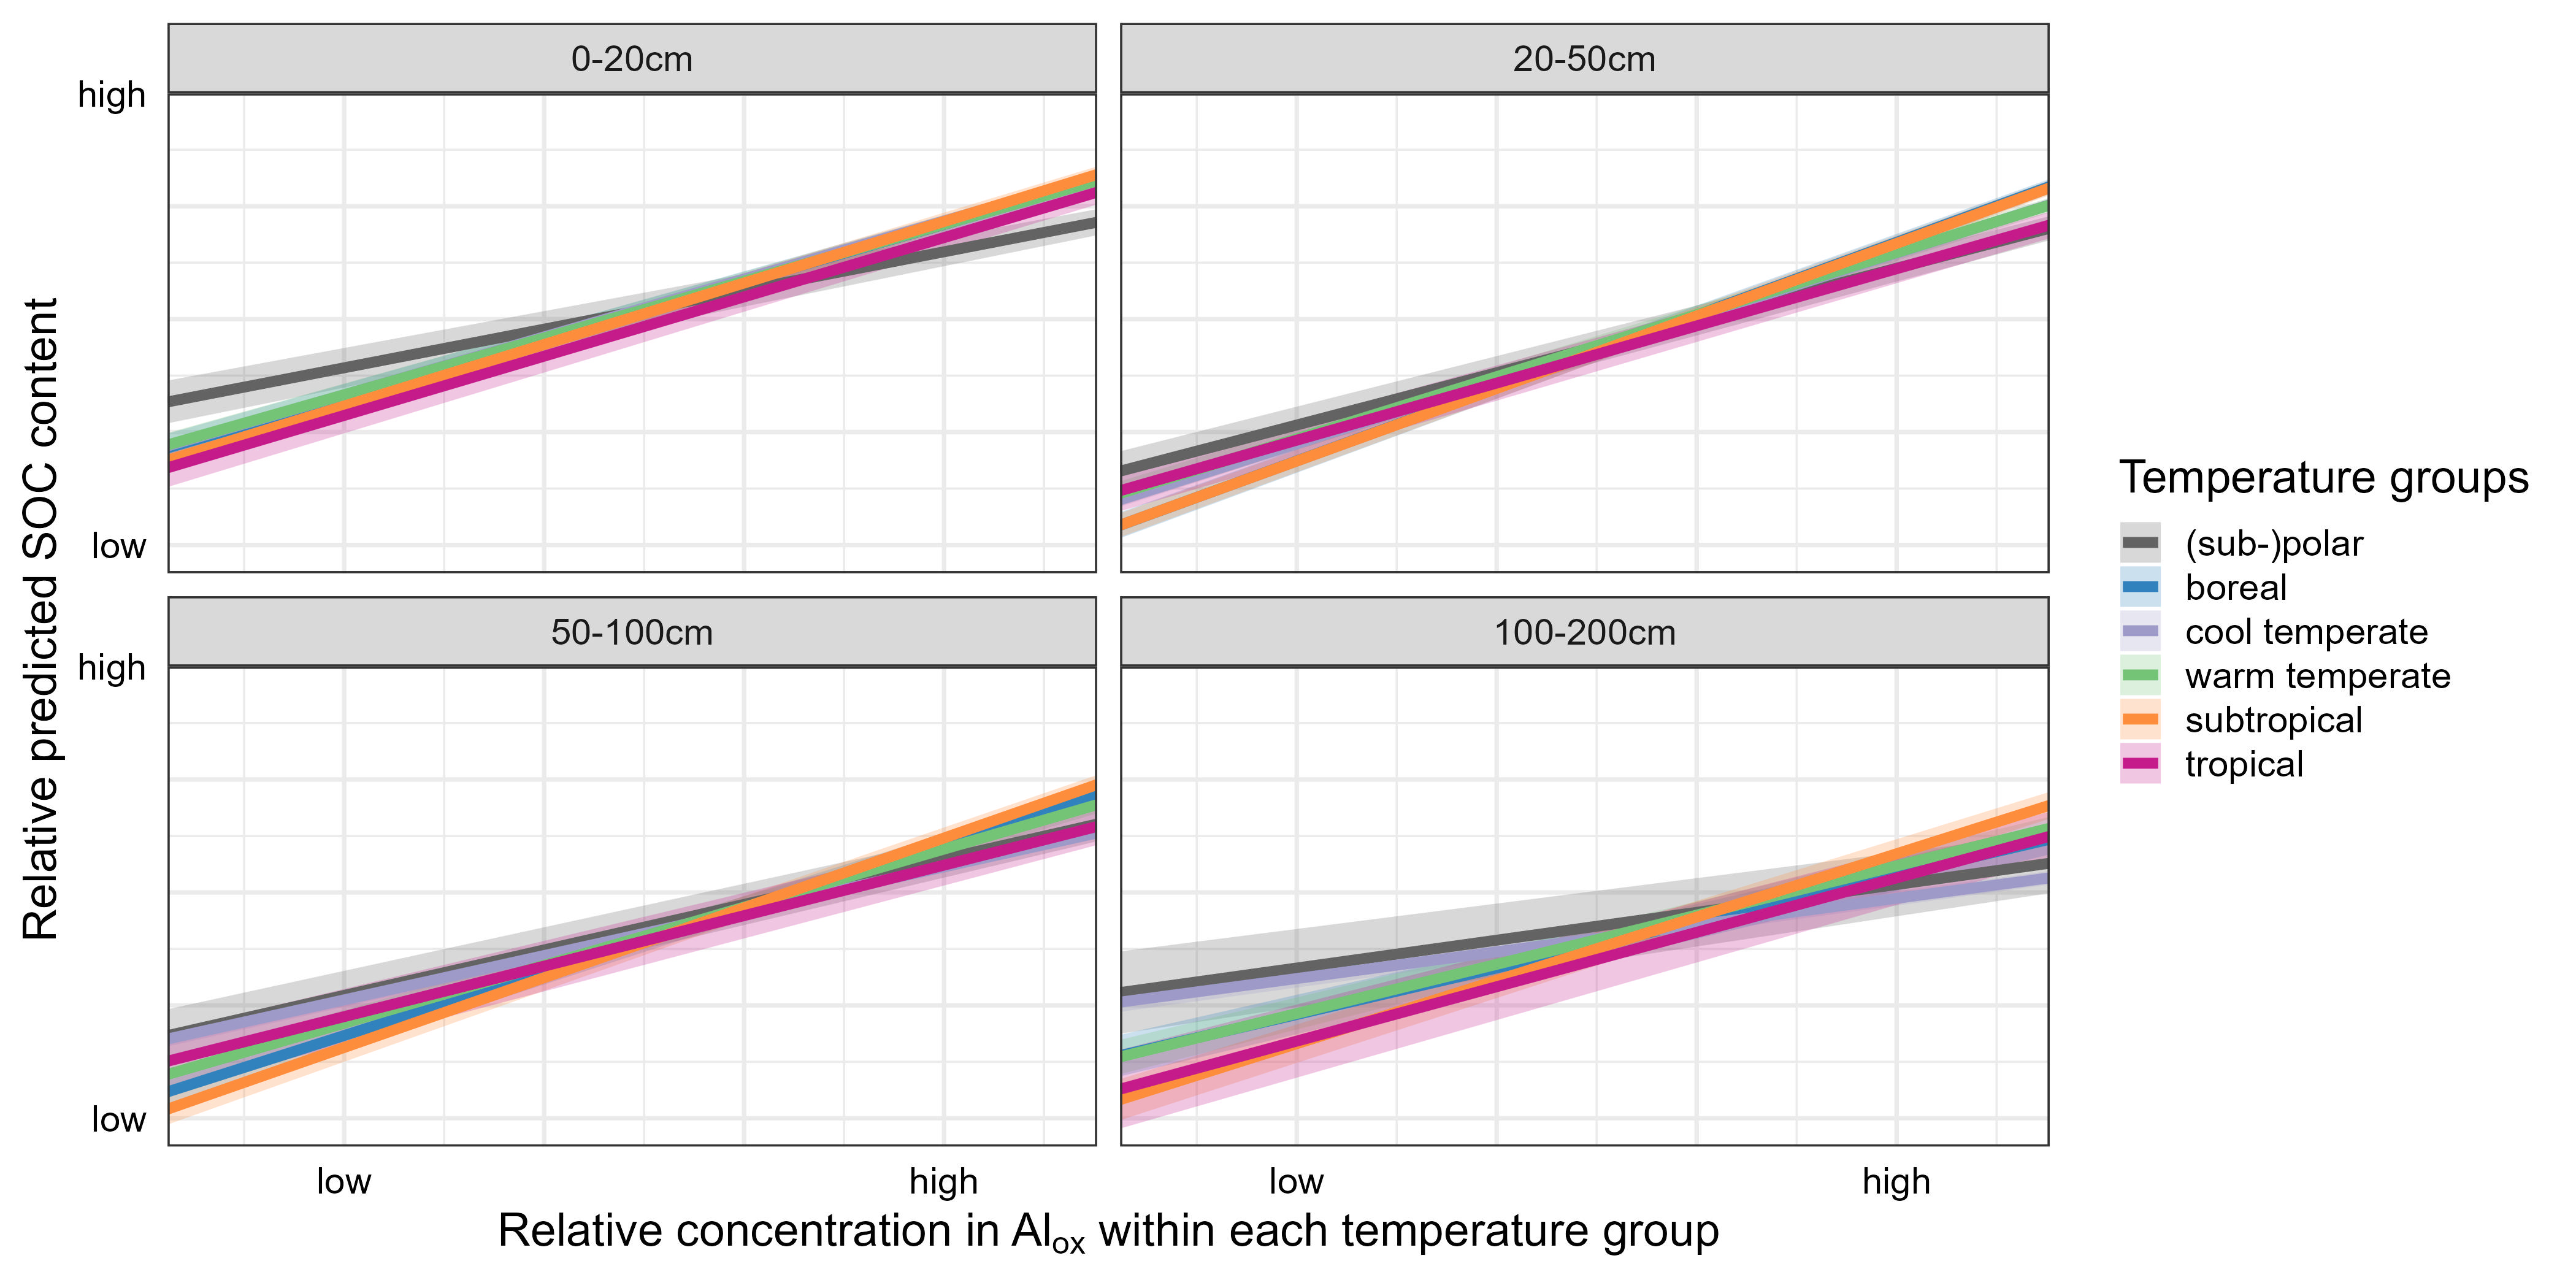 0-20cm
20-50cm
high
low
50-100cm
100-200cm
high
low
low
high
low
high
Relative predicted SOC content
Relative concentration in Alox within each temperature group
Temperature groups
(sub-)polar
boreal
cool temperate
warm temperate
subtropical
tropical